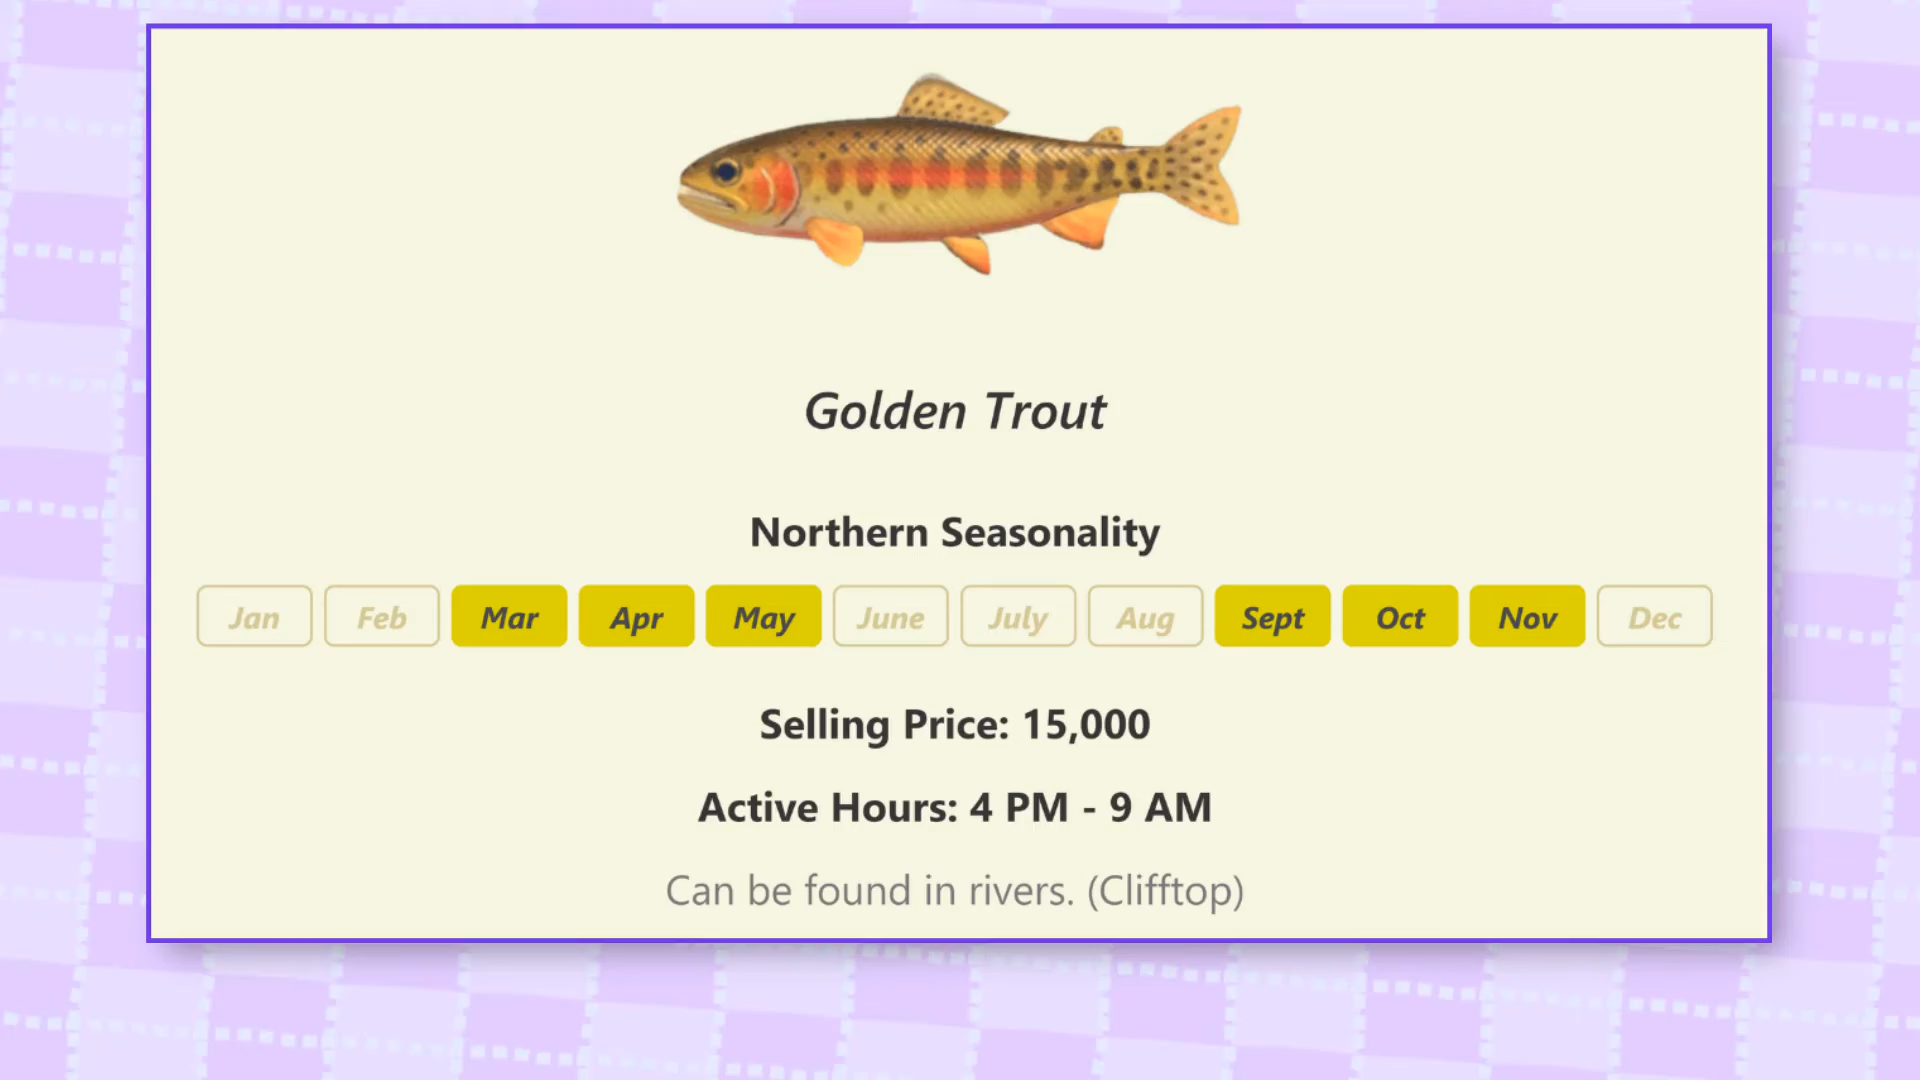 Golden Trout
Northern Seasonality
Jan Feb Mar Apr May June July Aug Sept Oct Nov Dec
Selling Price: 15,000
Active Hours: 4 PM - 9 AM
Can be found in rivers. (Clifftop)